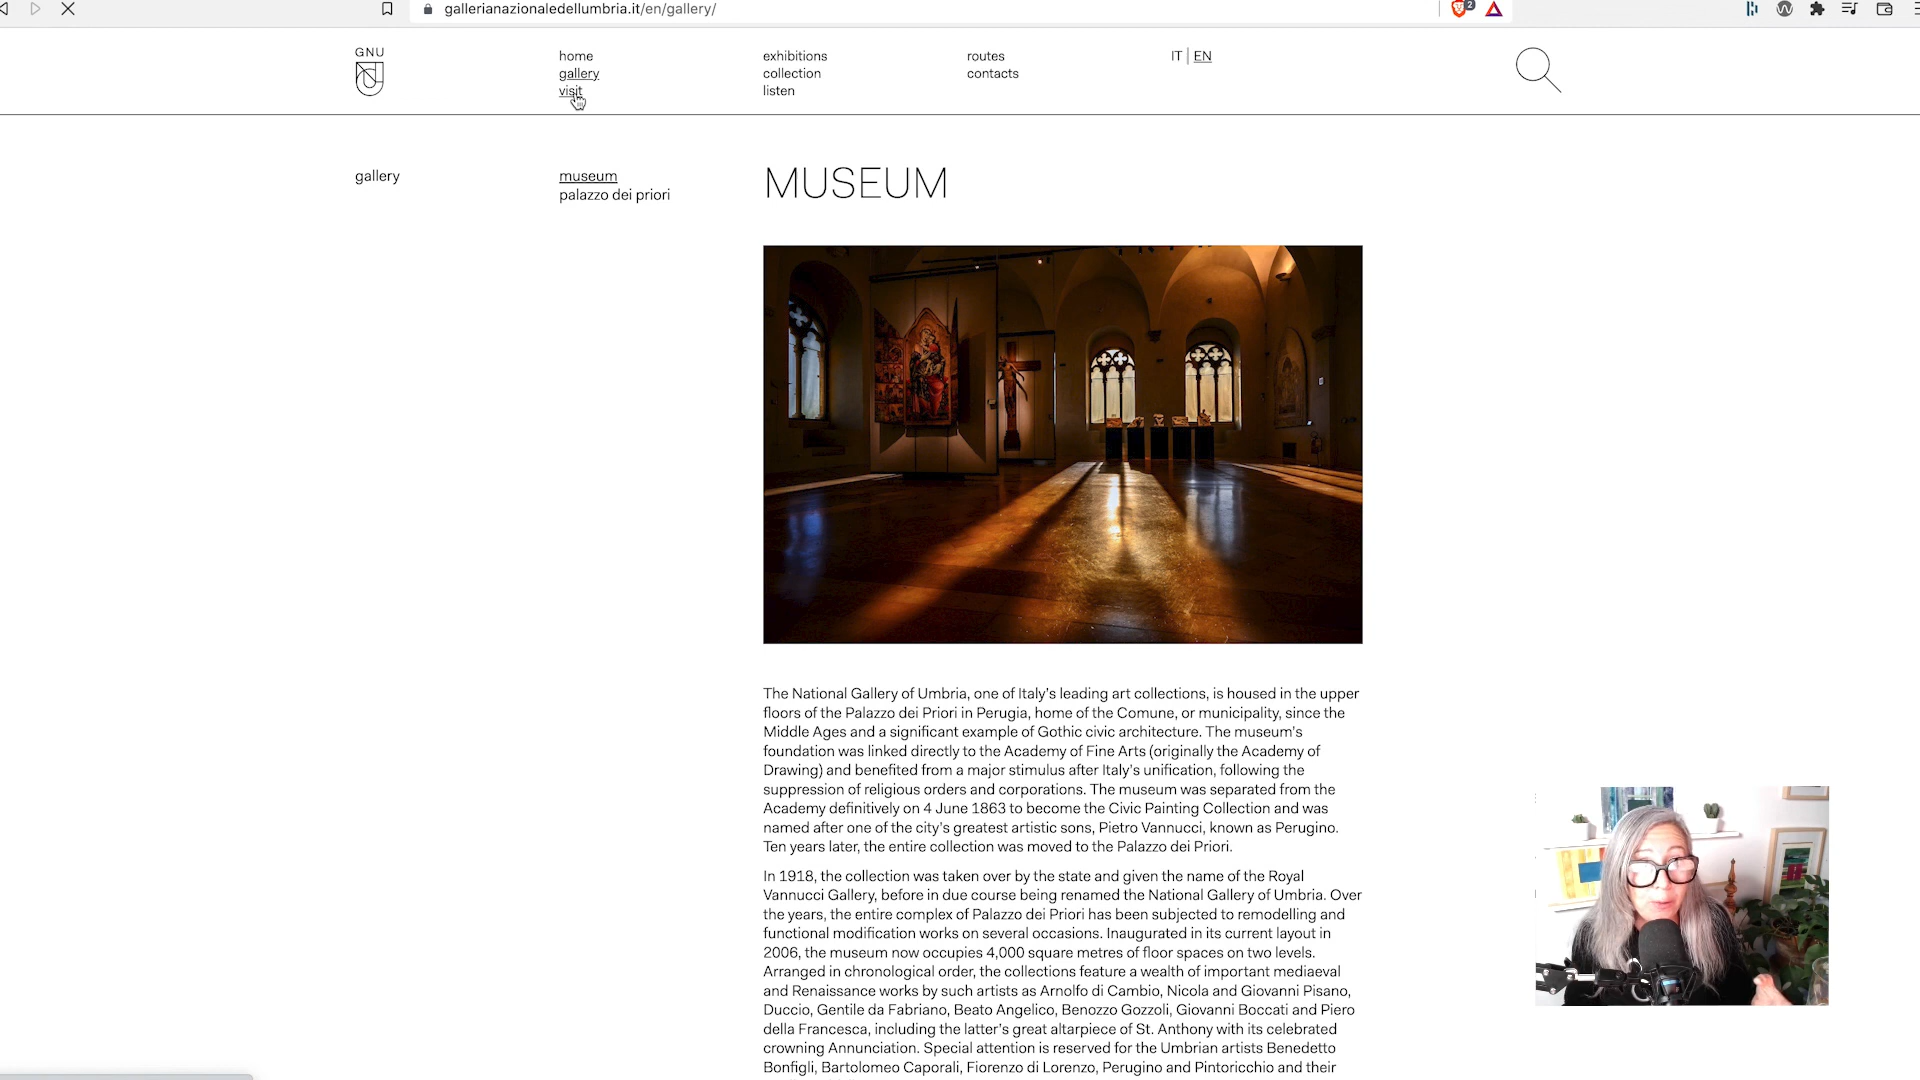 gallerianazionaledellumbria.it/en/gallery/
2
GNU
home
gallery
visit
exhibitions
collection
listen
routes
contacts
IT | EN
gallery
museum
palazzo dei priori
MUSEUM
The National Gallery of Umbria, one of Italy's leading art collections, is housed in the upper
floors of the Palazzo dei Priori in Perugia, home of the Comune, or municipality, since the
Middle Ages and a significant example of Gothic civic architecture. The museum's
foundation was linked directly to the Academy of Fine Arts (originally the Academy of
Drawing) and benefited from a major stimulus after Italy's unification, following the
suppression of religious orders and corporations. The museum was separated from the
Academy definitively on 4 June 1863 to become the Civic Painting Collection and was
named after one of the city's greatest artistic sons, Pietro Vannucci, known as Perugino.
Ten years later, the entire collection was moved to the Palazzo dei Priori.
In 1918, the collection was taken over by the state and given the name of the Royal
Vannucci Gallery, before in due course being renamed the National Gallery of Umbria. Over
the years, the entire complex of Palazzo dei Priori has been subjected to remodelling and
functional modification works on several occasions. Inaugurated in its current layout in
2006, the museum now occupies 4,000 square metres of floor spaces on two levels.
Arranged in chronological order, the collections feature a wealth of important mediaeval
and Renaissance works by such artists as Arnolfo di Cambio, Nicola and Giovanni Pisano,
Duccio, Gentile da Fabriano, Beato Angelico, Benozzo Gozzoli, Giovanni Boccati and Piero
della Francesca, including the latter's great altarpiece of St. Anthony with its celebrated
crowning Annunciation. Special attention is reserved for the Umbrian artists Benedetto
Bonfigli, Bartolomeo Caporali, Fiorenzo di Lorenzo, Perugino and Pintoricchio and their